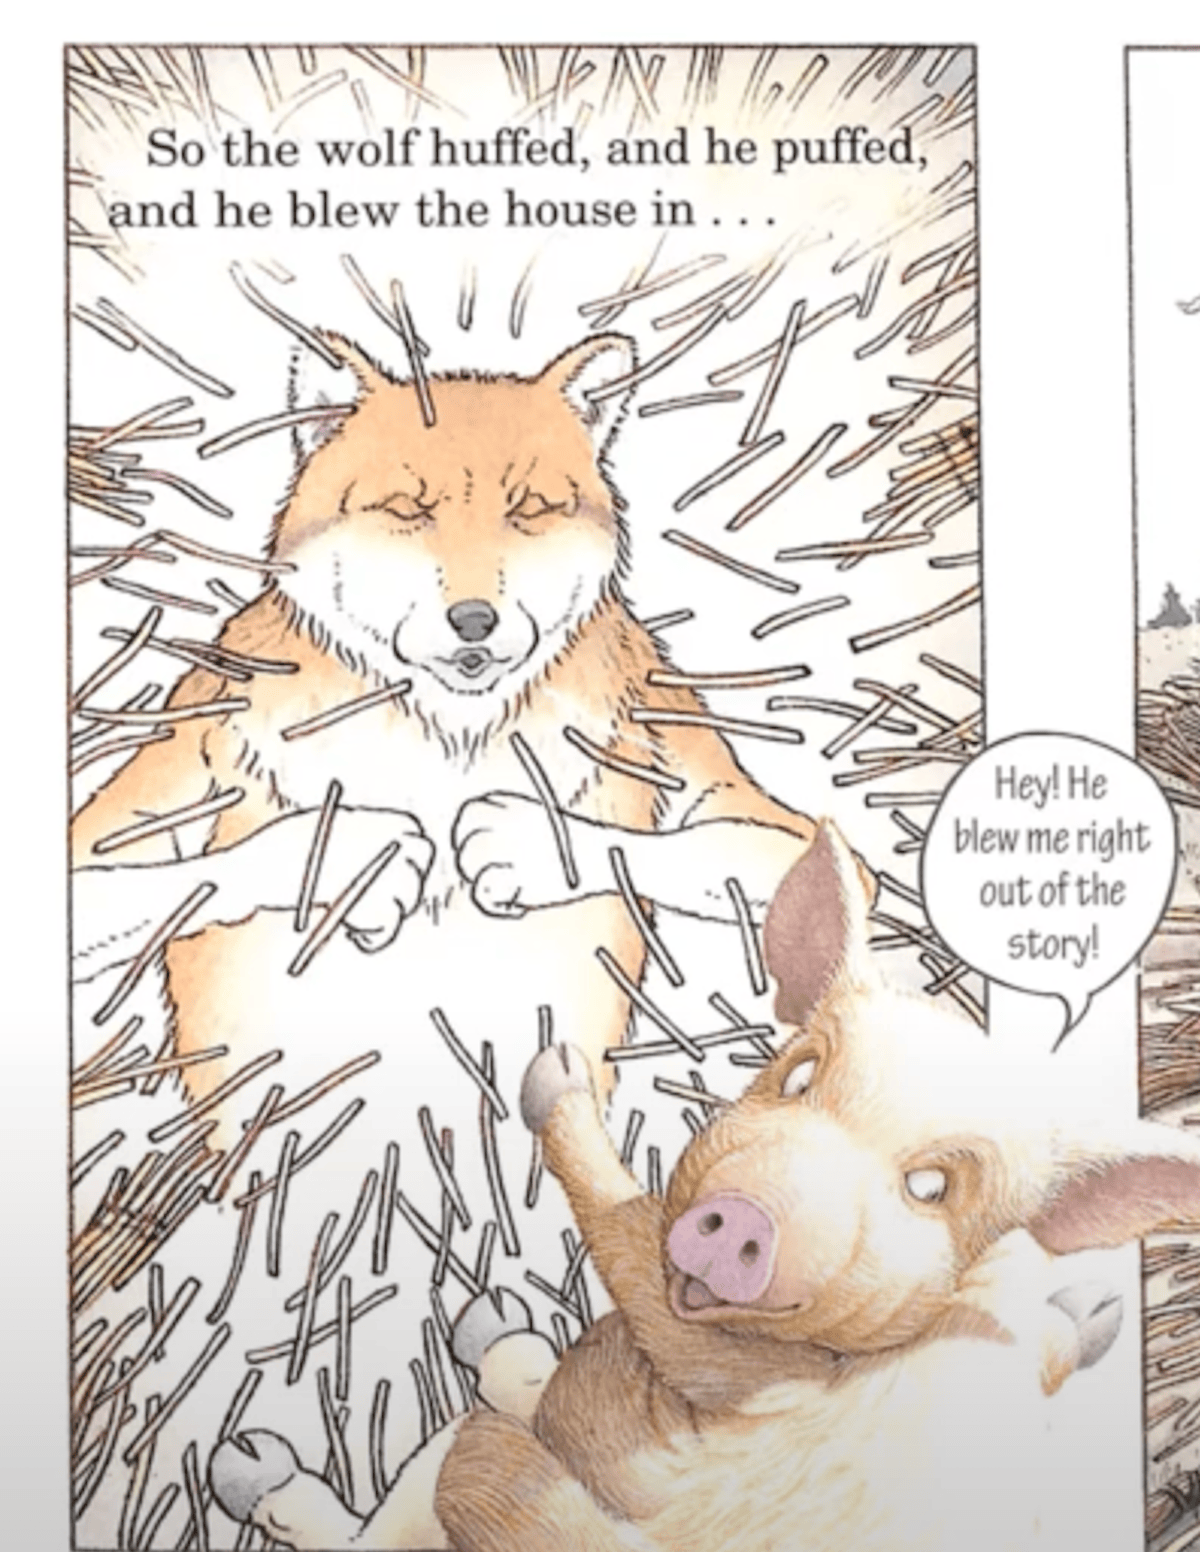 So the wolf huffed, and he puffed,
and he blew the house in . . .
Hey! He
blew me right
out of the
story!